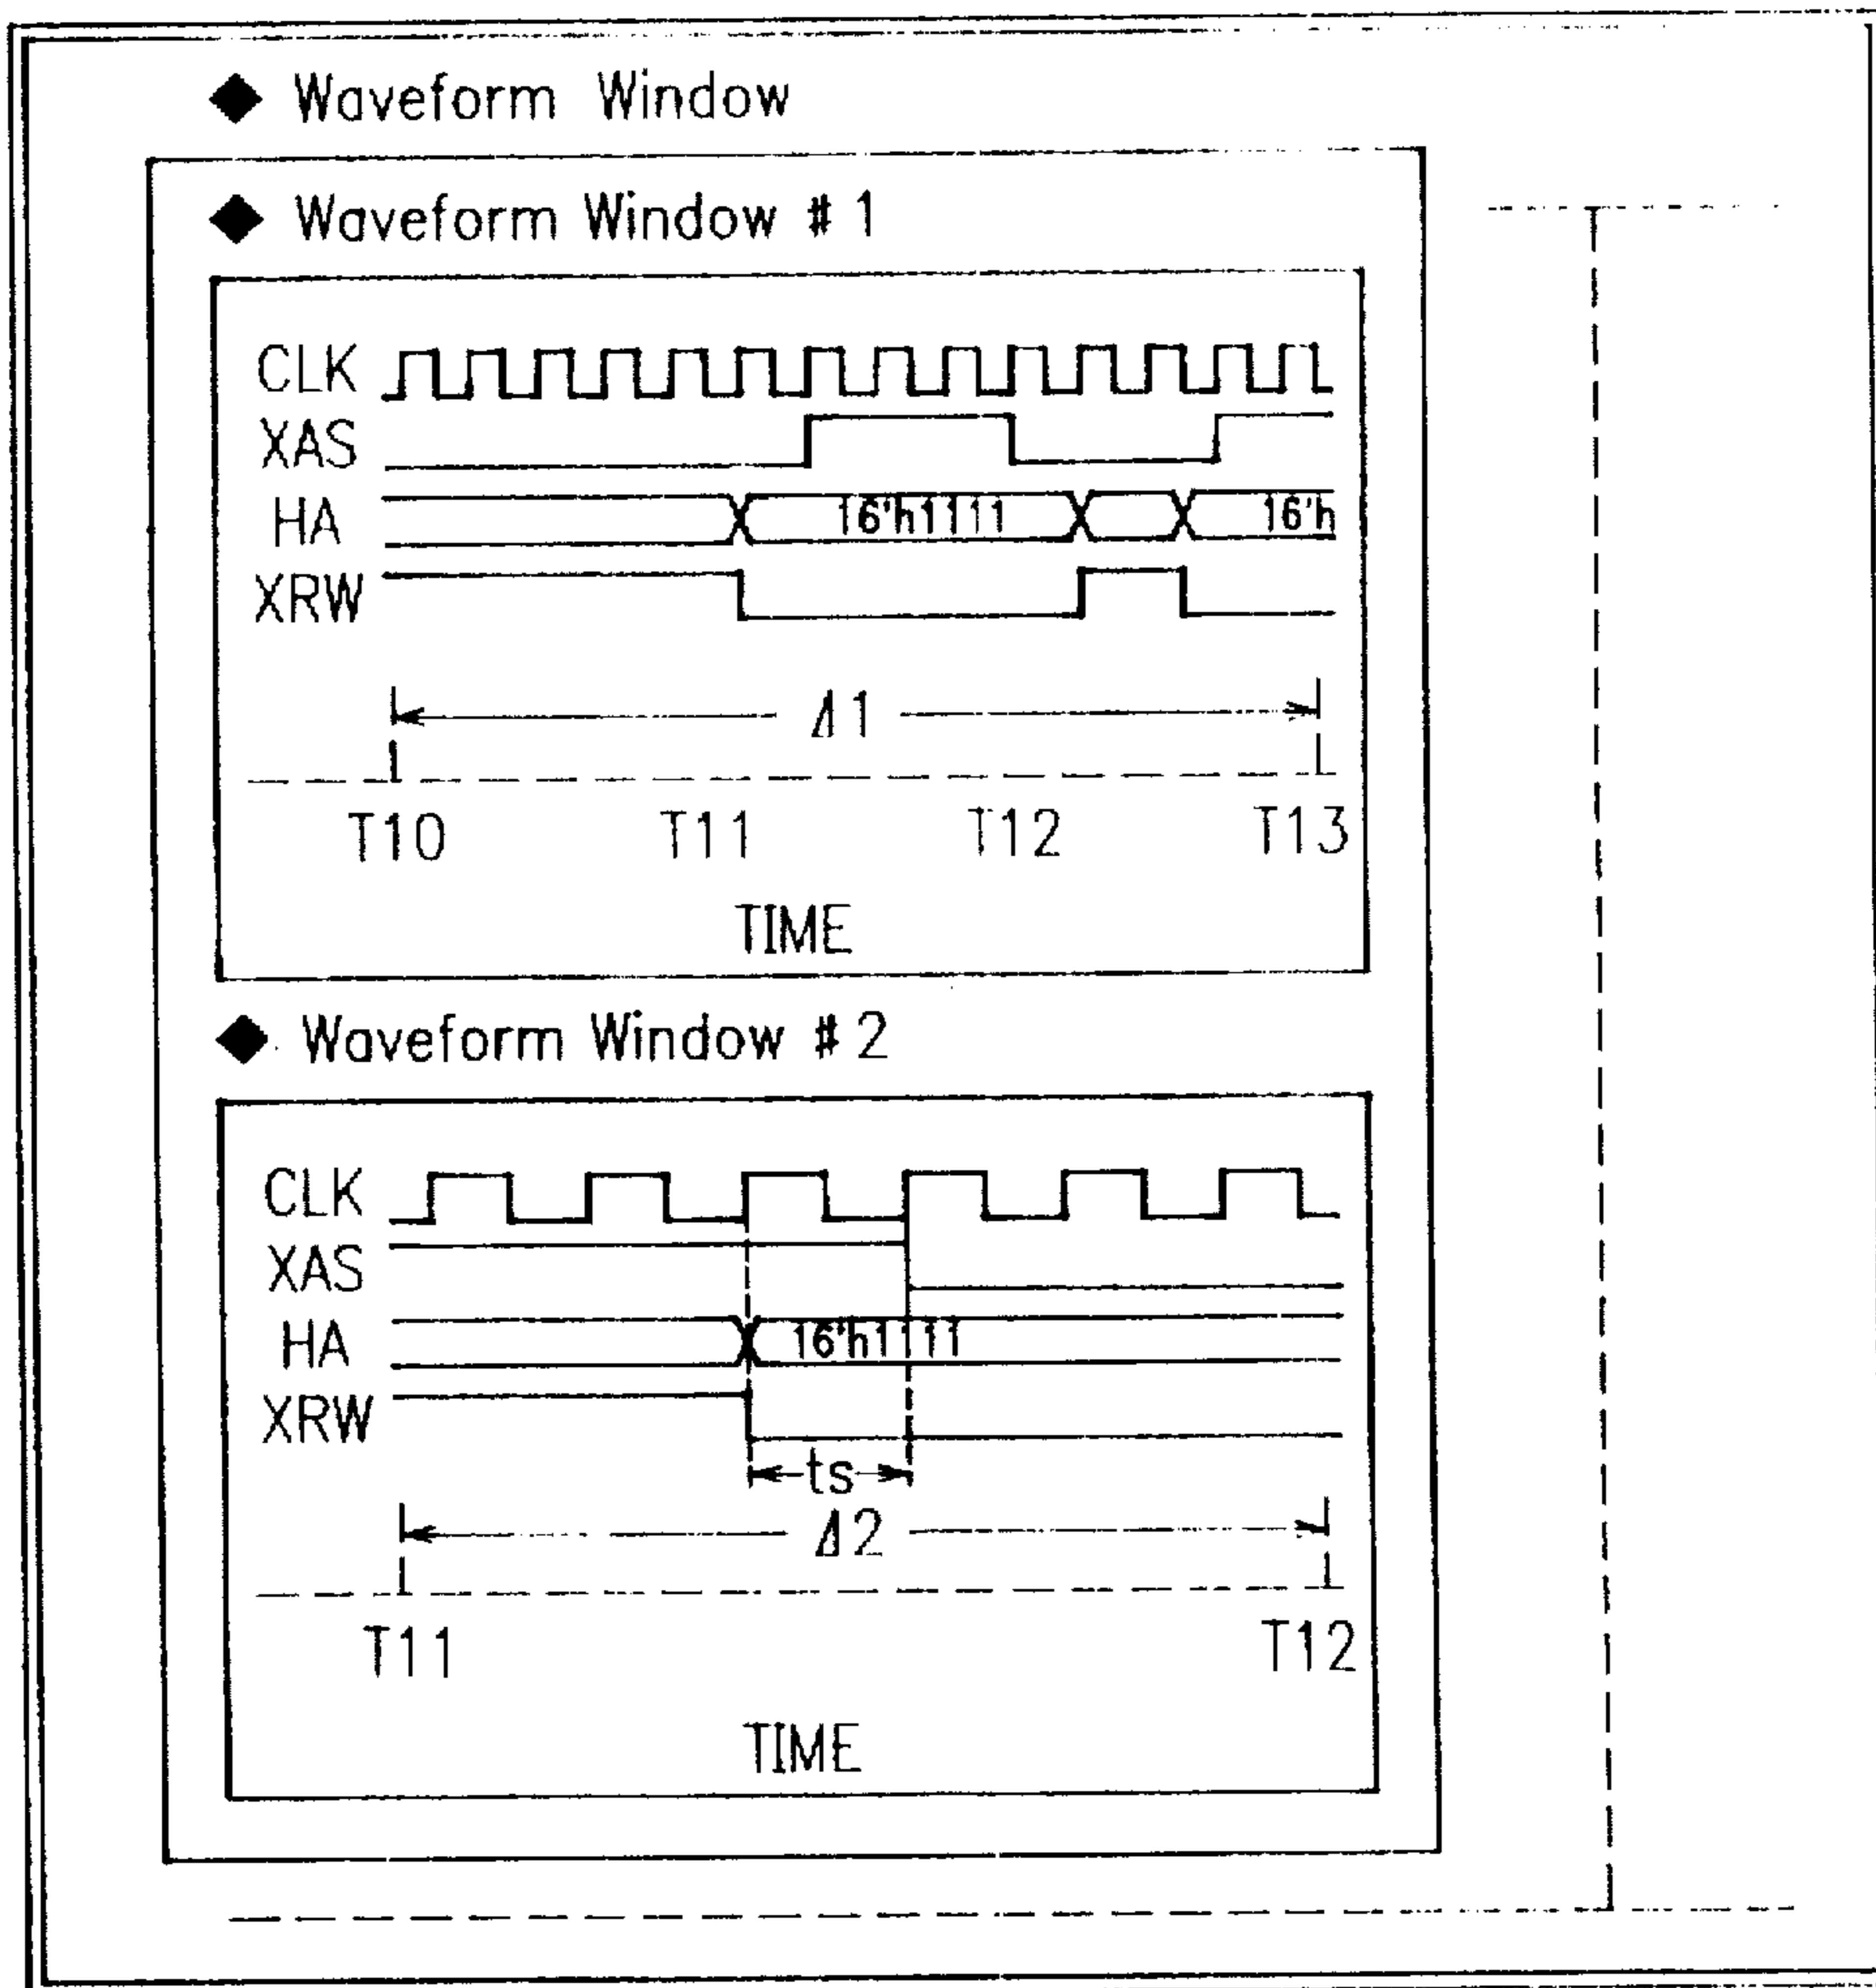 ◆ Waveform Window
◆ Waveform Window #1
CLK
XAS
HA 16'h1111 16'h
XRW
Δ1
T10 T11 T12 T13
TIME
◆ Waveform Window #2
CLK
XAS
HA 16'h1111
XRW
ts
Δ2
T11 T12
TIME